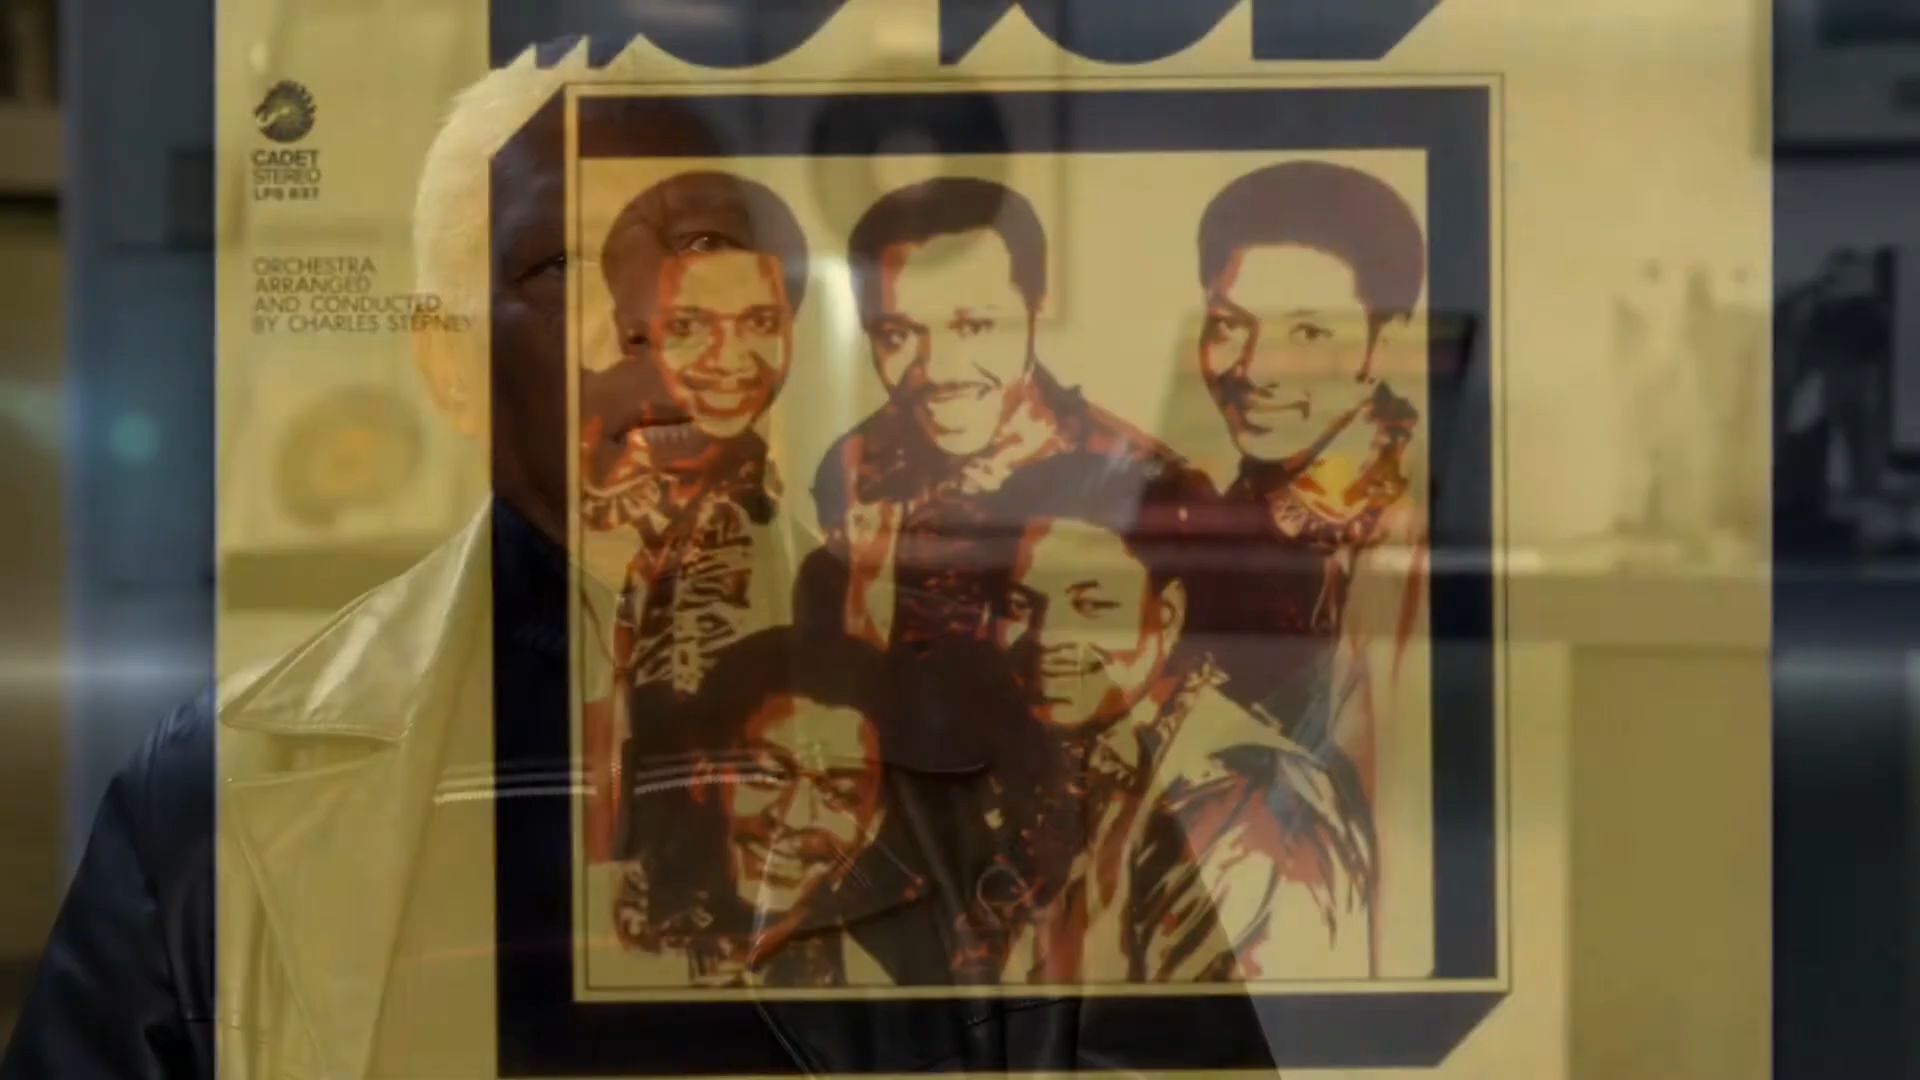 CADET
STEREO
LPS 837
ORCHESTRA
ARRANGED
AND CONDUCTED
BY CHARLES STEPNEY